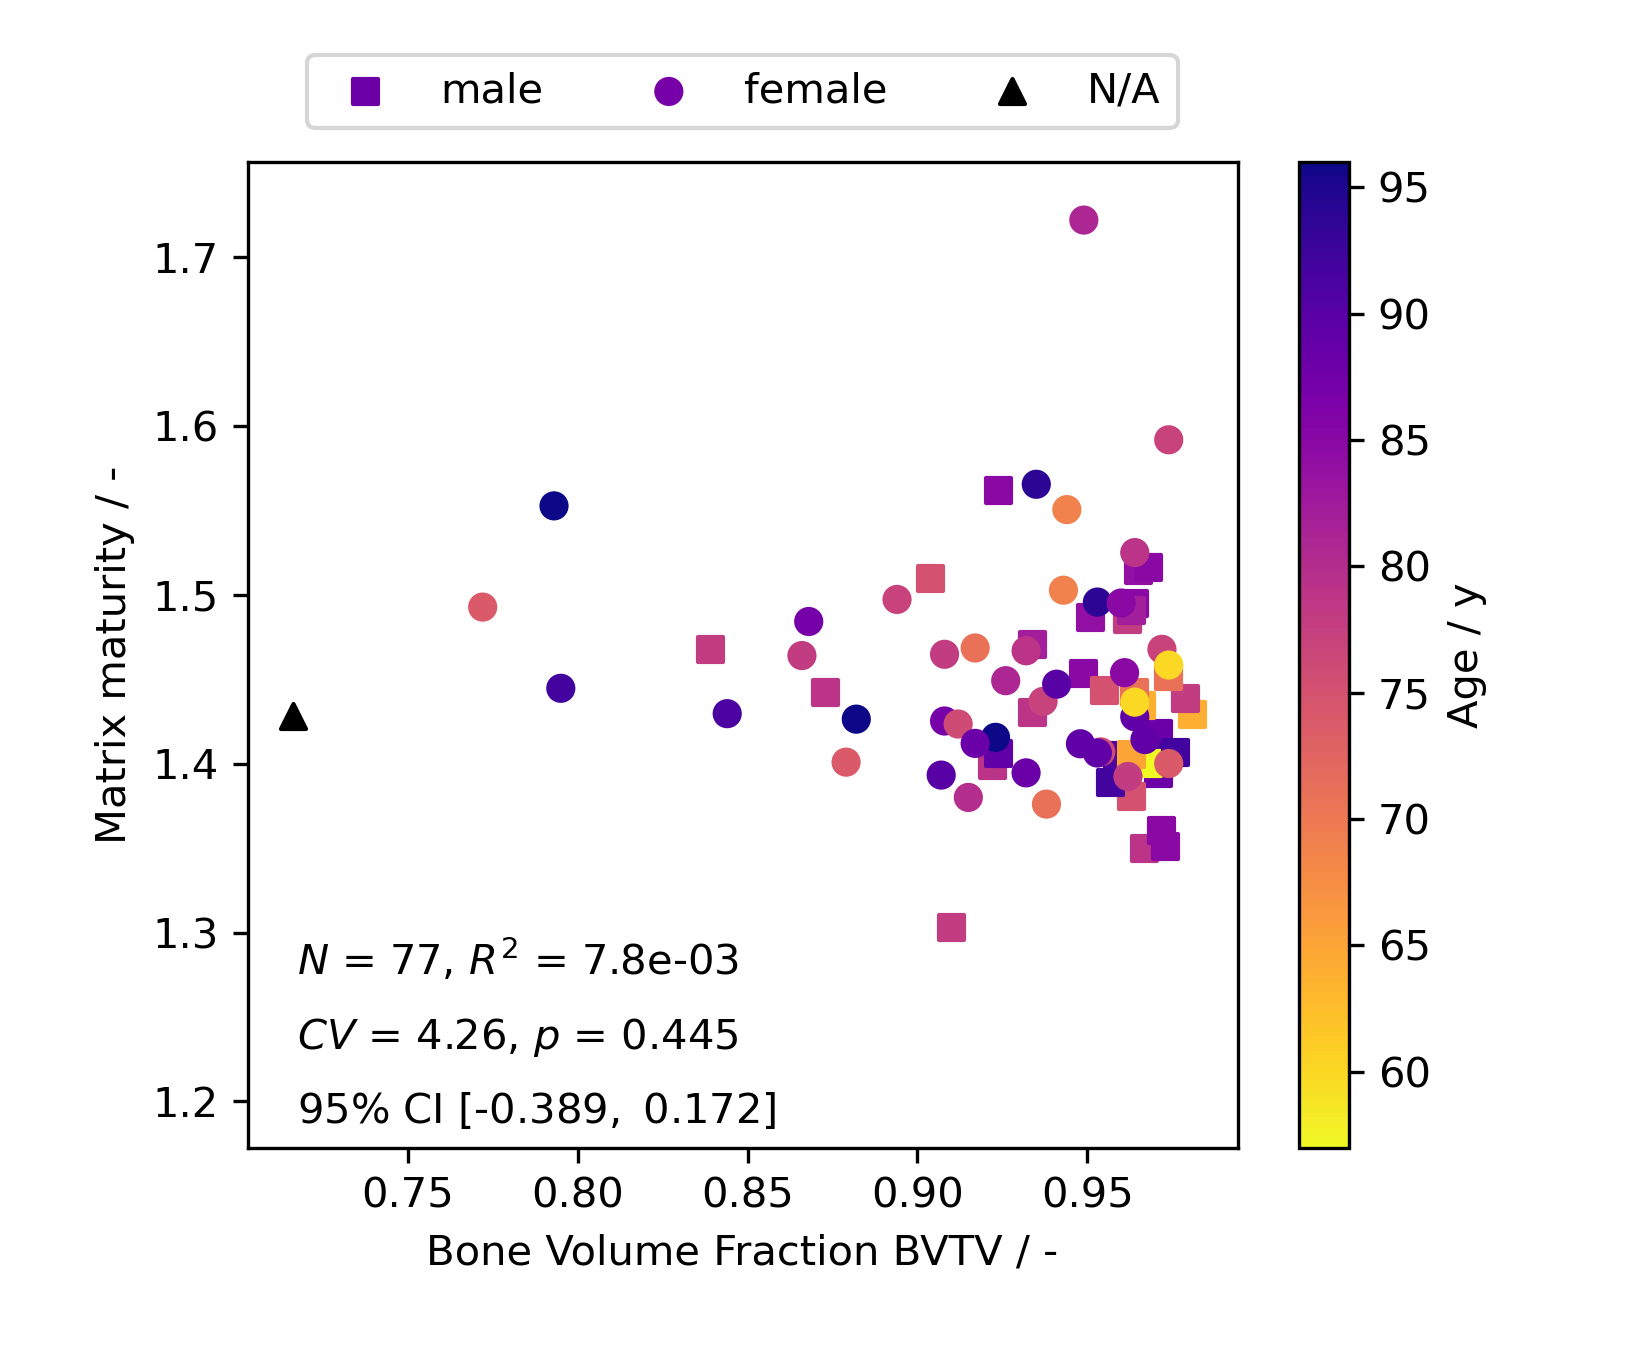 male female N/A
1.7
1.6
1.5
1.4
1.3
1.2
Matrix maturity / -
N = 77, R² = 7.8e-03
CV = 4.26, p = 0.445
95% CI [-0.389, 0.172]
0.75 0.80 0.85 0.90 0.95
Bone Volume Fraction BVTV / -
95
90
85
80
75
70
65
60
Age / y